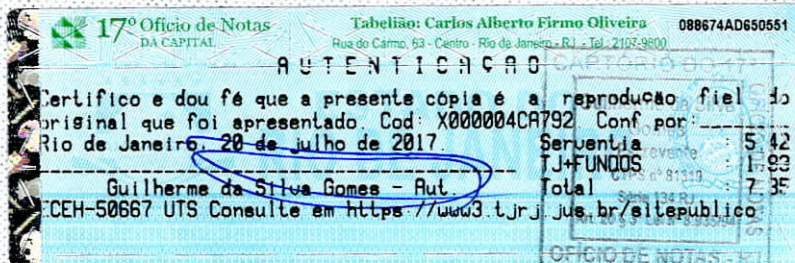 17º Ofício de Notas
DA CAPITAL
Tabelião: Carlos Alberto Firmo Oliveira
Rua do Carmo, 63 - Centro - Rio de Janeiro - RJ - Tel.: 2107-9800
088674AD650551
AUTENTICAÇÃO
CARTÓRIO DO 17º
Certifico e dou fé que a presente cópia é a reprodução fiel do
original que foi apresentado. Cod: X000004CA792 Conf por:
Rio de Janeiro, 20 de julho de 2017.
Serventia : 5,42
TJ+FUNDOS : 1,93
Guilherme da Silva Gomes - Aut.
Total : 7,35
ECEH-50667 UTS Consulte em https://www3.tjrj.jus.br/sitepublico
OFÍCIO DE NOTAS - RJ